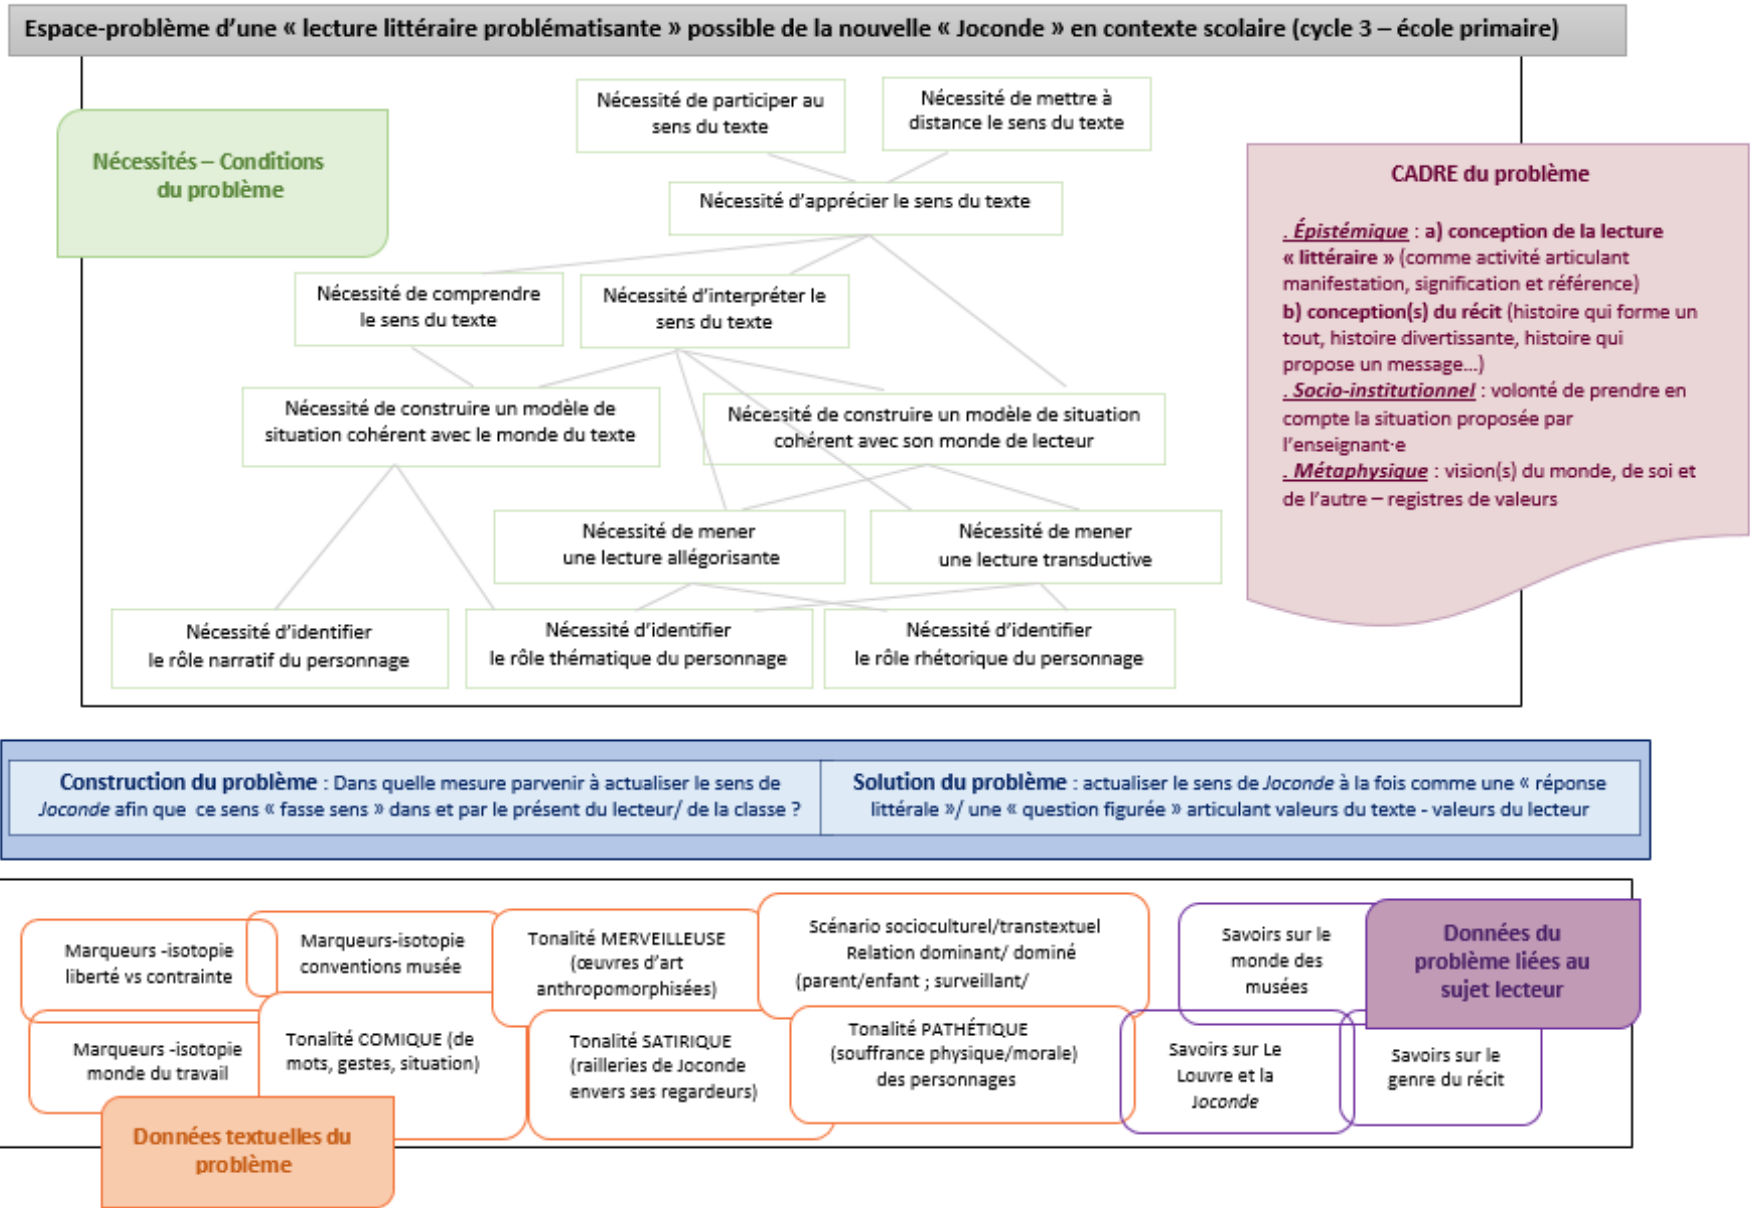 Espace-problème d’une « lecture littéraire problématisante » possible de la nouvelle « Joconde » en contexte scolaire (cycle 3 – école primaire)
Nécessités – Conditions
du problème
Nécessité de participer au
sens du texte
Nécessité de mettre à
distance le sens du texte
Nécessité d’apprécier le sens du texte
Nécessité de comprendre
le sens du texte
Nécessité d’interpréter le
sens du texte
Nécessité de construire un modèle de
situation cohérent avec le monde du texte
Nécessité de construire un modèle de situation
cohérent avec son monde de lecteur
Nécessité de mener
une lecture allégorisante
Nécessité de mener
une lecture transductive
Nécessité d’identifier
le rôle narratif du personnage
Nécessité d’identifier
le rôle thématique du personnage
Nécessité d’identifier
le rôle rhétorique du personnage
CADRE du problème
. Épistémique : a) conception de la lecture
« littéraire » (comme activité articulant
manifestation, signification et référence)
b) conception(s) du récit (histoire qui forme un
tout, histoire divertissante, histoire qui
propose un message…)
. Socio-institutionnel : volonté de prendre en
compte la situation proposée par
l’enseignant·e
. Métaphysique : vision(s) du monde, de soi et
de l’autre – registres de valeurs
Construction du problème : Dans quelle mesure parvenir à actualiser le sens de
Joconde afin que ce sens « fasse sens » dans et par le présent du lecteur/ de la classe ?
Solution du problème : actualiser le sens de Joconde à la fois comme une « réponse
littérale »/ une « question figurée » articulant valeurs du texte - valeurs du lecteur
Marqueurs -isotopie
liberté vs contrainte
Marqueurs-isotopie
conventions musée
Tonalité MERVEILLEUSE
(œuvres d’art
anthropomorphisées)
Scénario socioculturel/transtextuel
Relation dominant/ dominé
(parent/enfant ; surveillant/
Savoirs sur le
monde des
musées
Données du
problème liées au
sujet lecteur
Marqueurs -isotopie
monde du travail
Tonalité COMIQUE (de
mots, gestes, situation)
Tonalité SATIRIQUE
(railleries de Joconde
envers ses regardeurs)
Tonalité PATHÉTIQUE
(souffrance physique/morale)
des personnages
Savoirs sur Le
Louvre et la
Joconde
Savoirs sur le
genre du récit
Données textuelles du
problème